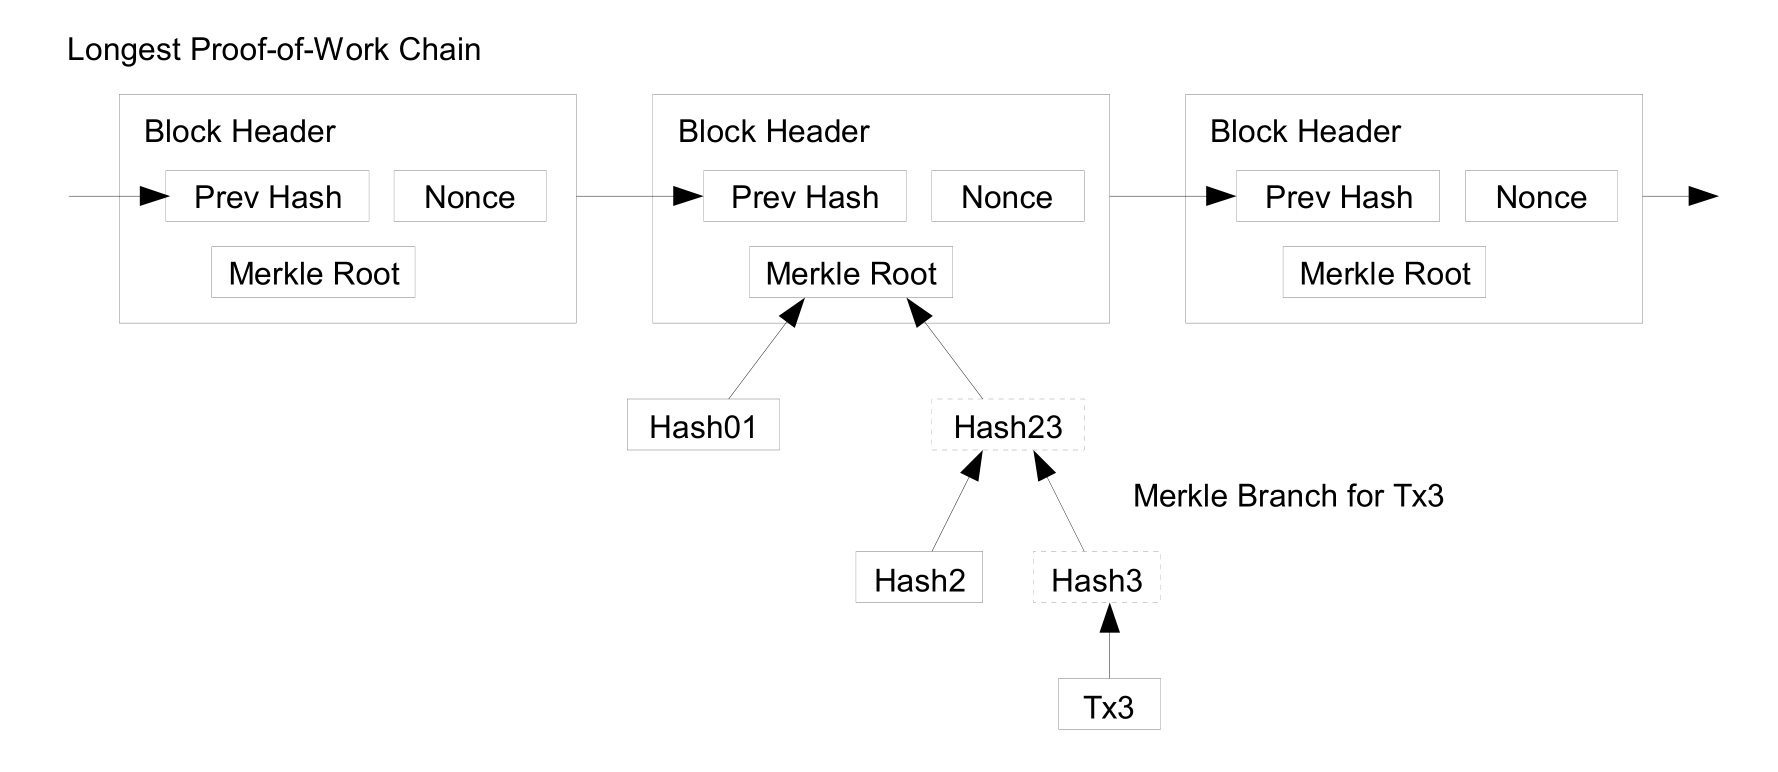 Longest Proof-of-Work Chain
Block Header
Prev Hash
Nonce
Merkle Root
Block Header
Prev Hash
Nonce
Merkle Root
Block Header
Prev Hash
Nonce
Merkle Root
Hash01
Hash23
Merkle Branch for Tx3
Hash2
Hash3
Tx3